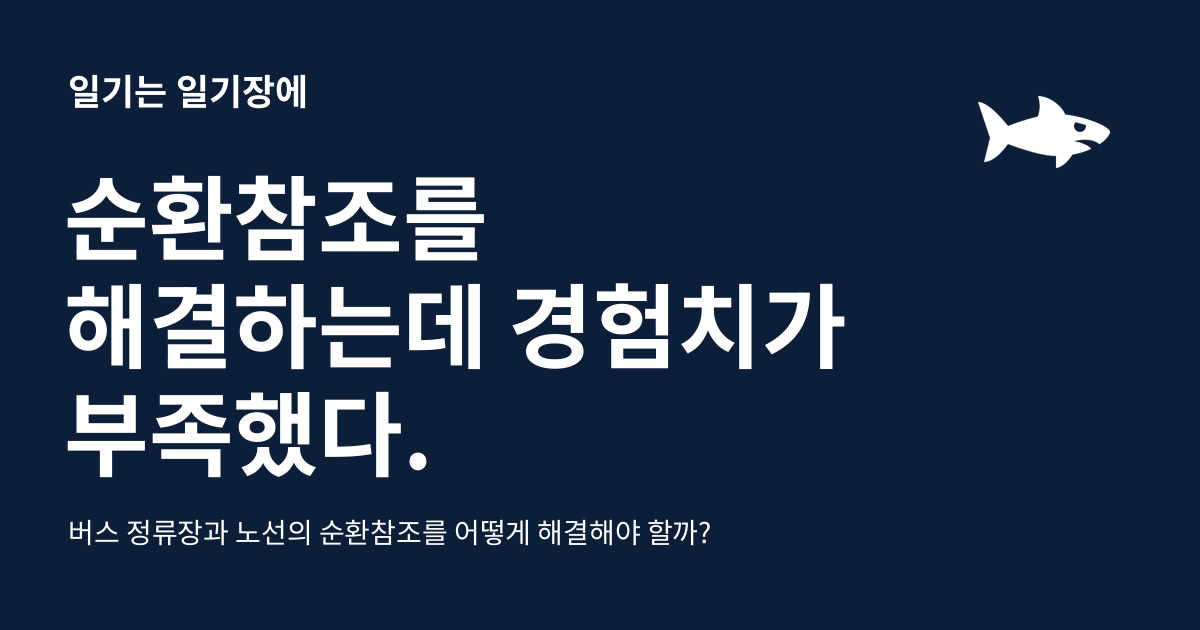 일기는 일기장에
순환참조를
해결하는데 경험치가
부족했다.
버스 정류장과 노선의 순환참조를 어떻게 해결해야 할까?